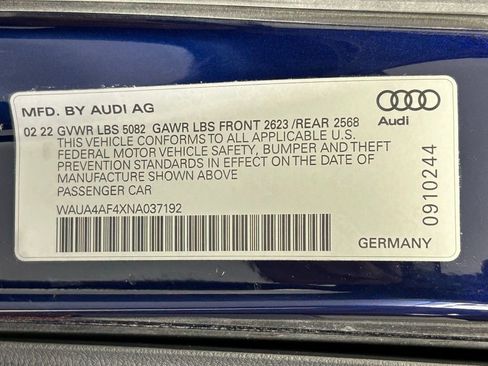 MFD. BY AUDI AG
02 22 GVWR LBS 5082 GAWR LBS FRONT 2623 /REAR 2568
THIS VEHICLE CONFORMS TO ALL APPLICABLE U.S.
FEDERAL MOTOR VEHICLE SAFETY, BUMPER AND THEFT
PREVENTION STANDARDS IN EFFECT ON THE DATE OF
MANUFACTURE SHOWN ABOVE
PASSENGER CAR
WAUA4AF4XNA037192
Audi
0910244
GERMANY